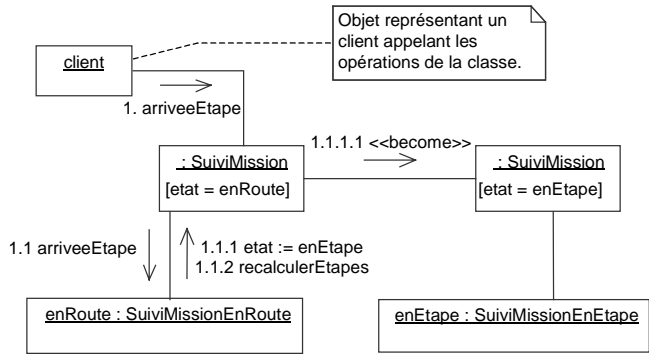 Objet représentant un
client appelant les
opérations de la classe.
client
1. arriveeEtape
1.1.1.1 <<become>>
: SuiviMission
[etat = enRoute]
: SuiviMission
[etat = enEtape]
1.1 arriveeEtape
1.1.1 etat := enEtape
1.1.2 recalculerEtapes
enRoute : SuiviMissionEnRoute
enEtape : SuiviMissionEnEtape